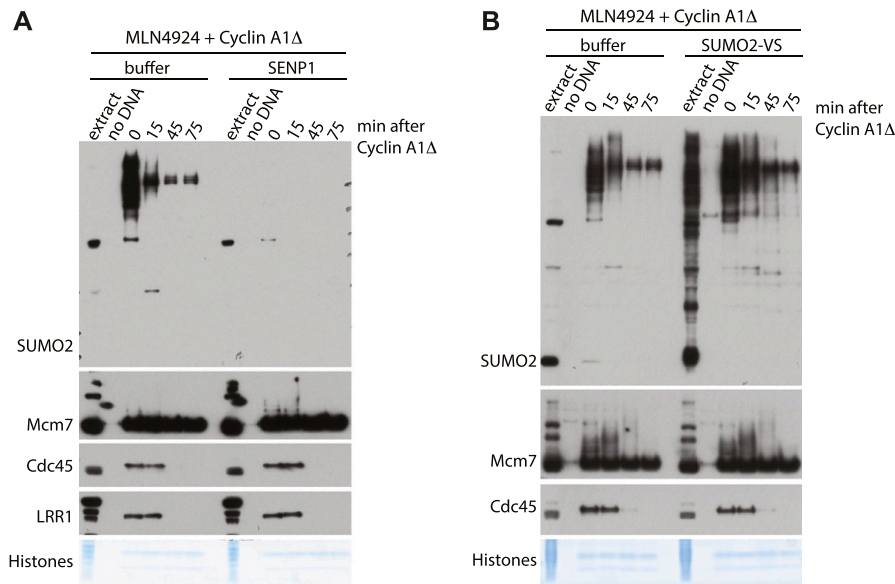 A
MLN4924 + Cyclin A1Δ
buffer SENP1
extract no DNA 0 15 45 75 extract no DNA 0 15 45 75
min after
Cyclin A1Δ
SUMO2
Mcm7
Cdc45
LRR1
Histones
B
MLN4924 + Cyclin A1Δ
buffer SUMO2-VS
extract no DNA 0 15 45 75 extract no DNA 0 15 45 75
min after
Cyclin A1Δ
SUMO2
Mcm7
Cdc45
Histones